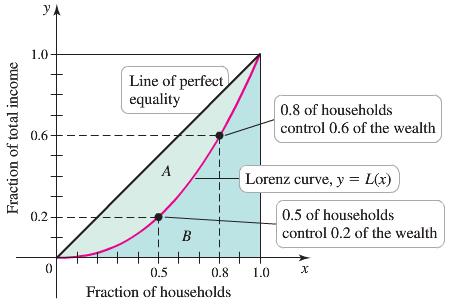 y
1.0
Line of perfect
equality
0.8 of households
control 0.6 of the wealth
0.6
Fraction of total income
A
Lorenz curve, y = L(x)
0.5 of households
control 0.2 of the wealth
0.2
B
0
0.5
0.8
1.0
x
Fraction of households